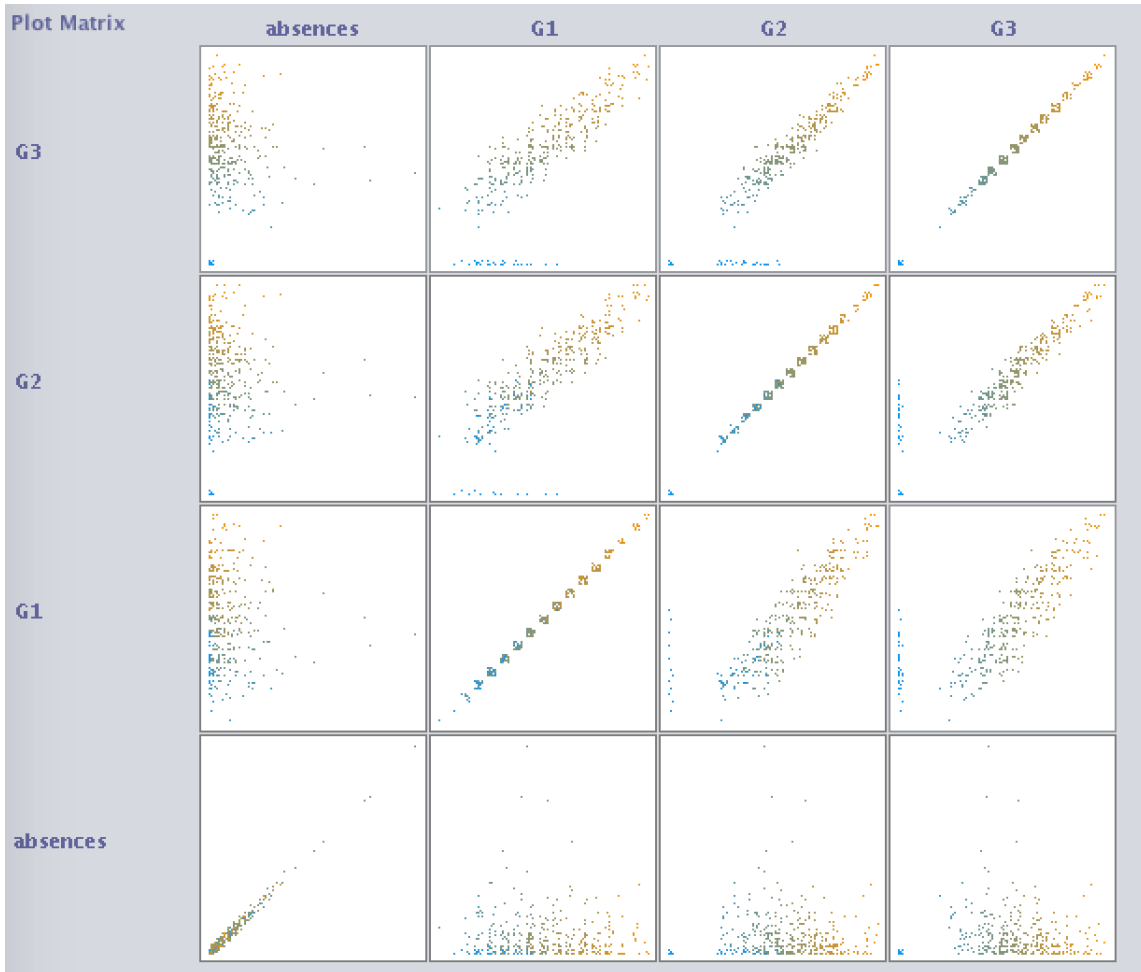 Plot Matrix
absences G1 G2 G3
G3
G2
G1
absences